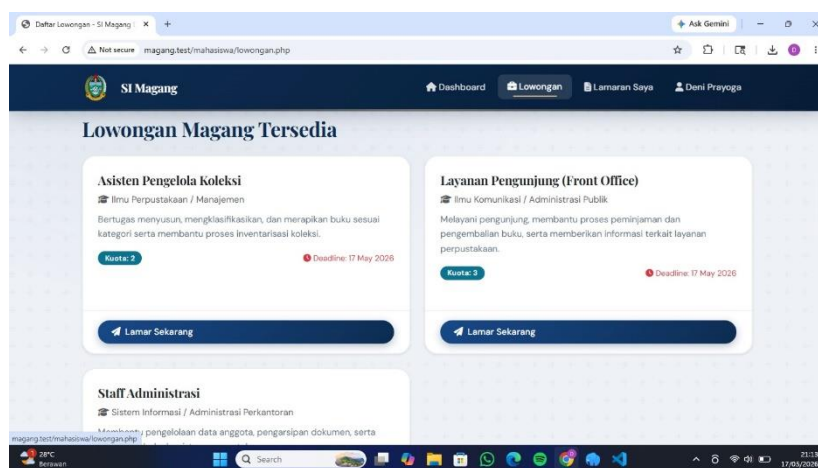 Daftar Lowongan - SI Magang
Ask Gemini
Not secure magang.test/mahasiswa/lowongan.php
SI Magang
Dashboard
Lowongan
Lamaran Saya
Deni Prayoga
Lowongan Magang Tersedia
Asisten Pengelola Koleksi
Ilmu Perpustakaan / Manajemen
Bertugas menyusun, mengklasifikasikan, dan merapikan buku sesuai
kategori serta membantu proses inventarisasi koleksi.
Kuota: 2
Deadline: 17 May 2026
Lamar Sekarang
Layanan Pengunjung (Front Office)
Ilmu Komunikasi / Administrasi Publik
Melayani pengunjung, membantu proses peminjaman dan
pengembalian buku, serta memberikan informasi terkait layanan
perpustakaan.
Kuota: 3
Deadline: 17 May 2026
Lamar Sekarang
Staff Administrasi
Sistem Informasi / Administrasi Perkantoran
Membantu pengelolaan data anggota, pengarsipan dokumen, serta
magang.test/mahasiswa/lowongan.php
28°C
Berawan
Search
21:13
17/05/2026